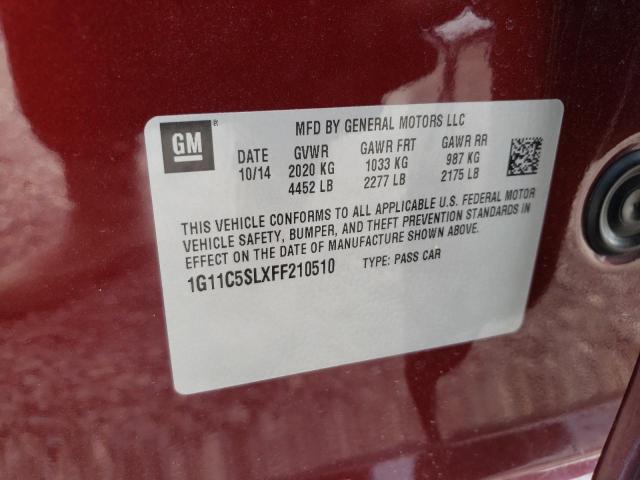 GM®
MFD BY GENERAL MOTORS LLC
DATE GVWR GAWR FRT GAWR RR
10/14 2020 KG 1033 KG 987 KG
4452 LB 2277 LB 2175 LB
THIS VEHICLE CONFORMS TO ALL APPLICABLE U.S. FEDERAL MOTOR
VEHICLE SAFETY, BUMPER, AND THEFT PREVENTION STANDARDS IN
EFFECT ON THE DATE OF MANUFACTURE SHOWN ABOVE.
1G11C5SLXFF210510 TYPE: PASS CAR